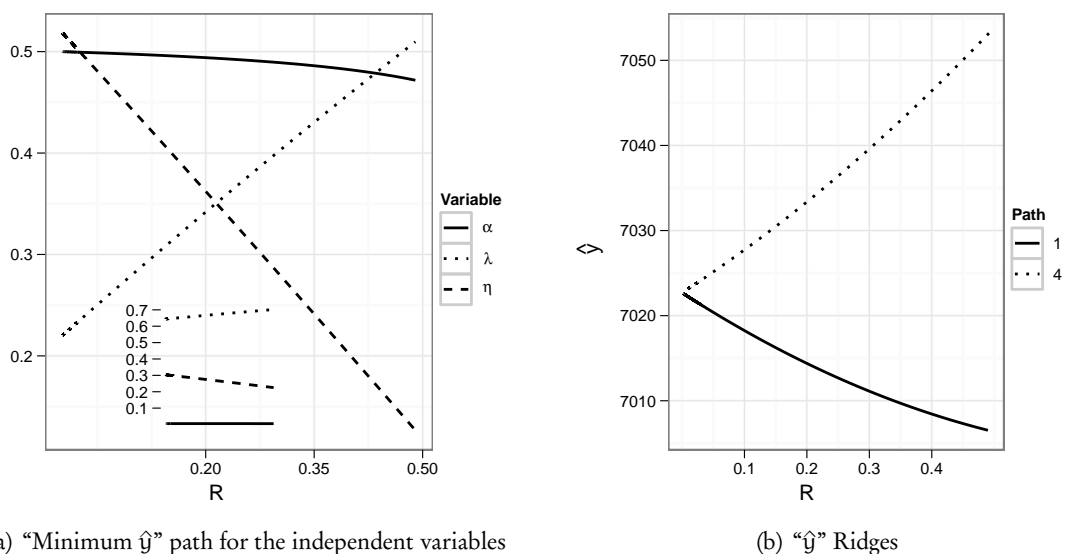 0.5
0.4
0.3
0.2
0.7
0.6
0.5
0.4
0.3
0.2
0.1
0.20 0.35 0.50
R
Variable
α
λ
η
) “Minimum ŷ” path for the independent variables
7050
7040
7030
7020
7010
<y
0.1 0.2 0.3 0.4
R
Path
1
4
(b) “ŷ” Ridges